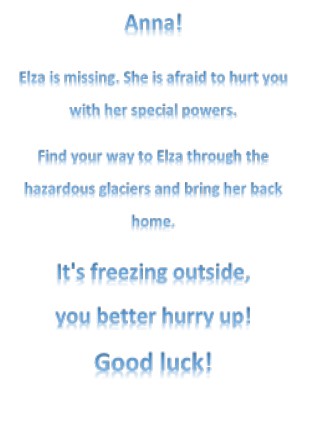 Anna!
Elza is missing. She is afraid to hurt you
with her special powers.
Find your way to Elza through the
hazardous glaciers and bring her back
home.
It's freezing outside,
you better hurry up!
Good luck!